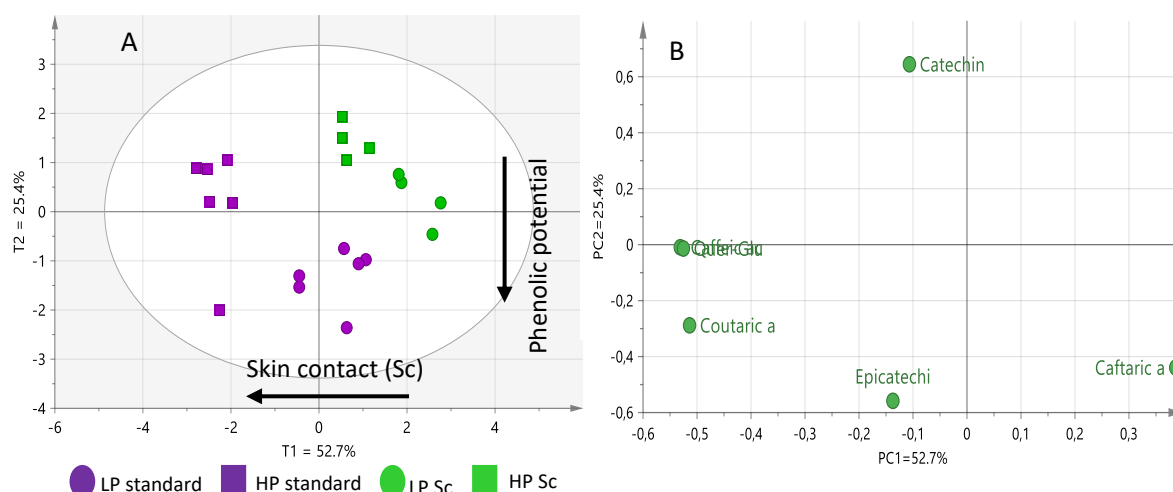 A
3
2
1
0
-1
-2
-3
-4
-6
-4
-2
0
2
4
T2 = 25.4%
T1 = 52.7%
Phenolic potential
Skin contact (Sc)
LP standard
HP standard
LP Sc
HP Sc
B
0,6
0,4
0,2
0
-0,2
-0,4
-0,6
-0,6
-0,5
-0,4
-0,3
-0,2
-0,1
0
0,1
0,2
0,3
PC2=25.4%
PC1=52.7%
Catechin
Quer-Glu
Coutaric a
Caftaric a
Epicatechi